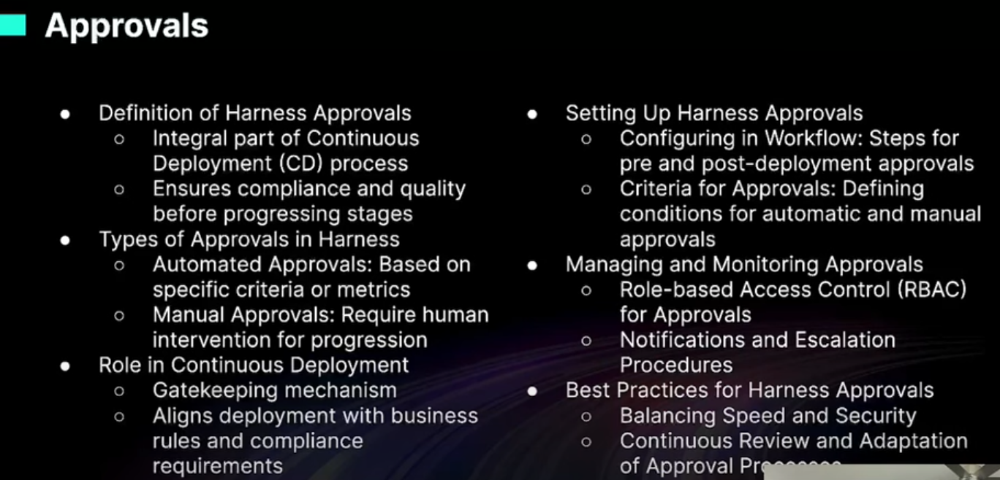 Approvals
● Definition of Harness Approvals
○ Integral part of Continuous
Deployment (CD) process
○ Ensures compliance and quality
before progressing stages
● Types of Approvals in Harness
○ Automated Approvals: Based on
specific criteria or metrics
○ Manual Approvals: Require human
intervention for progression
● Role in Continuous Deployment
○ Gatekeeping mechanism
○ Aligns deployment with business
rules and compliance
requirements
● Setting Up Harness Approvals
○ Configuring in Workflow: Steps for
pre and post-deployment approvals
○ Criteria for Approvals: Defining
conditions for automatic and manual
approvals
● Managing and Monitoring Approvals
○ Role-based Access Control (RBAC)
for Approvals
○ Notifications and Escalation
Procedures
● Best Practices for Harness Approvals
○ Balancing Speed and Security
○ Continuous Review and Adaptation
of Approval